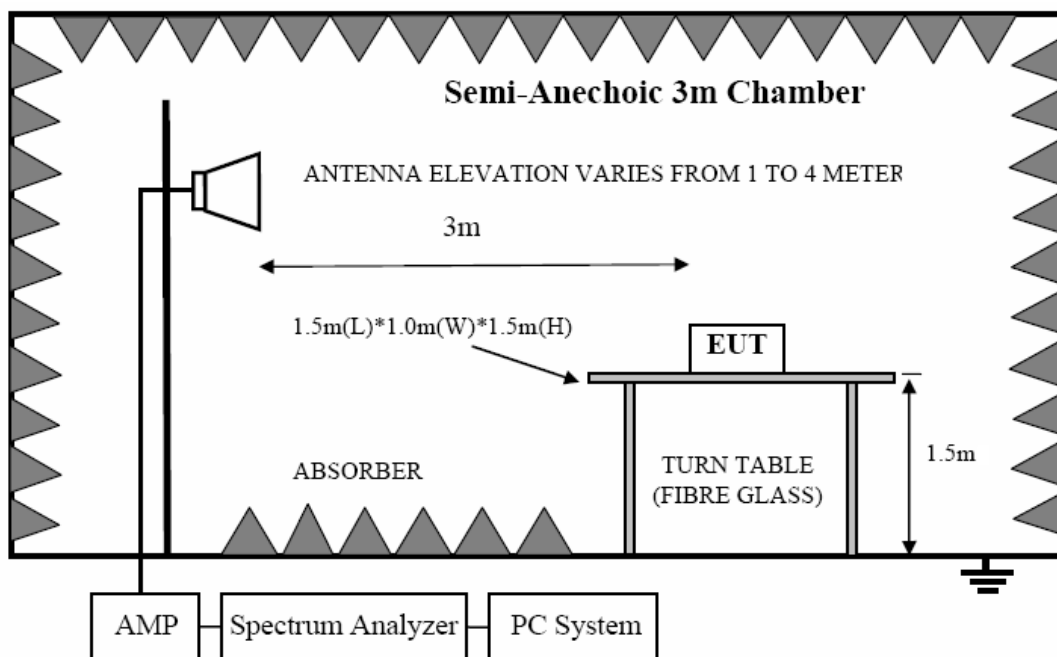 Semi-Anechoic 3m Chamber
ANTENNA ELEVATION VARIES FROM 1 TO 4 METER
3m
1.5m(L)*1.0m(W)*1.5m(H)
EUT
1.5m
ABSORBER
TURN TABLE
(FIBRE GLASS)
AMP
Spectrum Analyzer
PC System